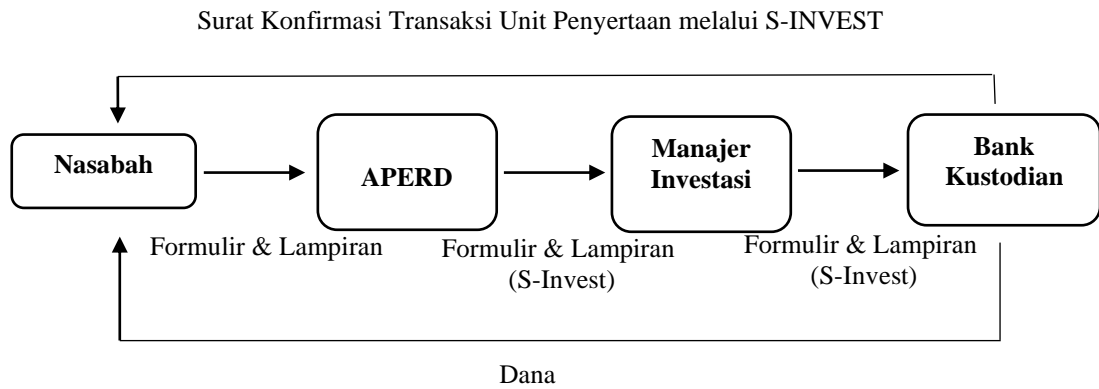 Surat Konfirmasi Transaksi Unit Penyertaan melalui S-INVEST
Nasabah
APERD
Manajer
Investasi
Bank
Kustodian
Formulir & Lampiran
Formulir & Lampiran
(S-Invest)
Formulir & Lampiran
(S-Invest)
Dana